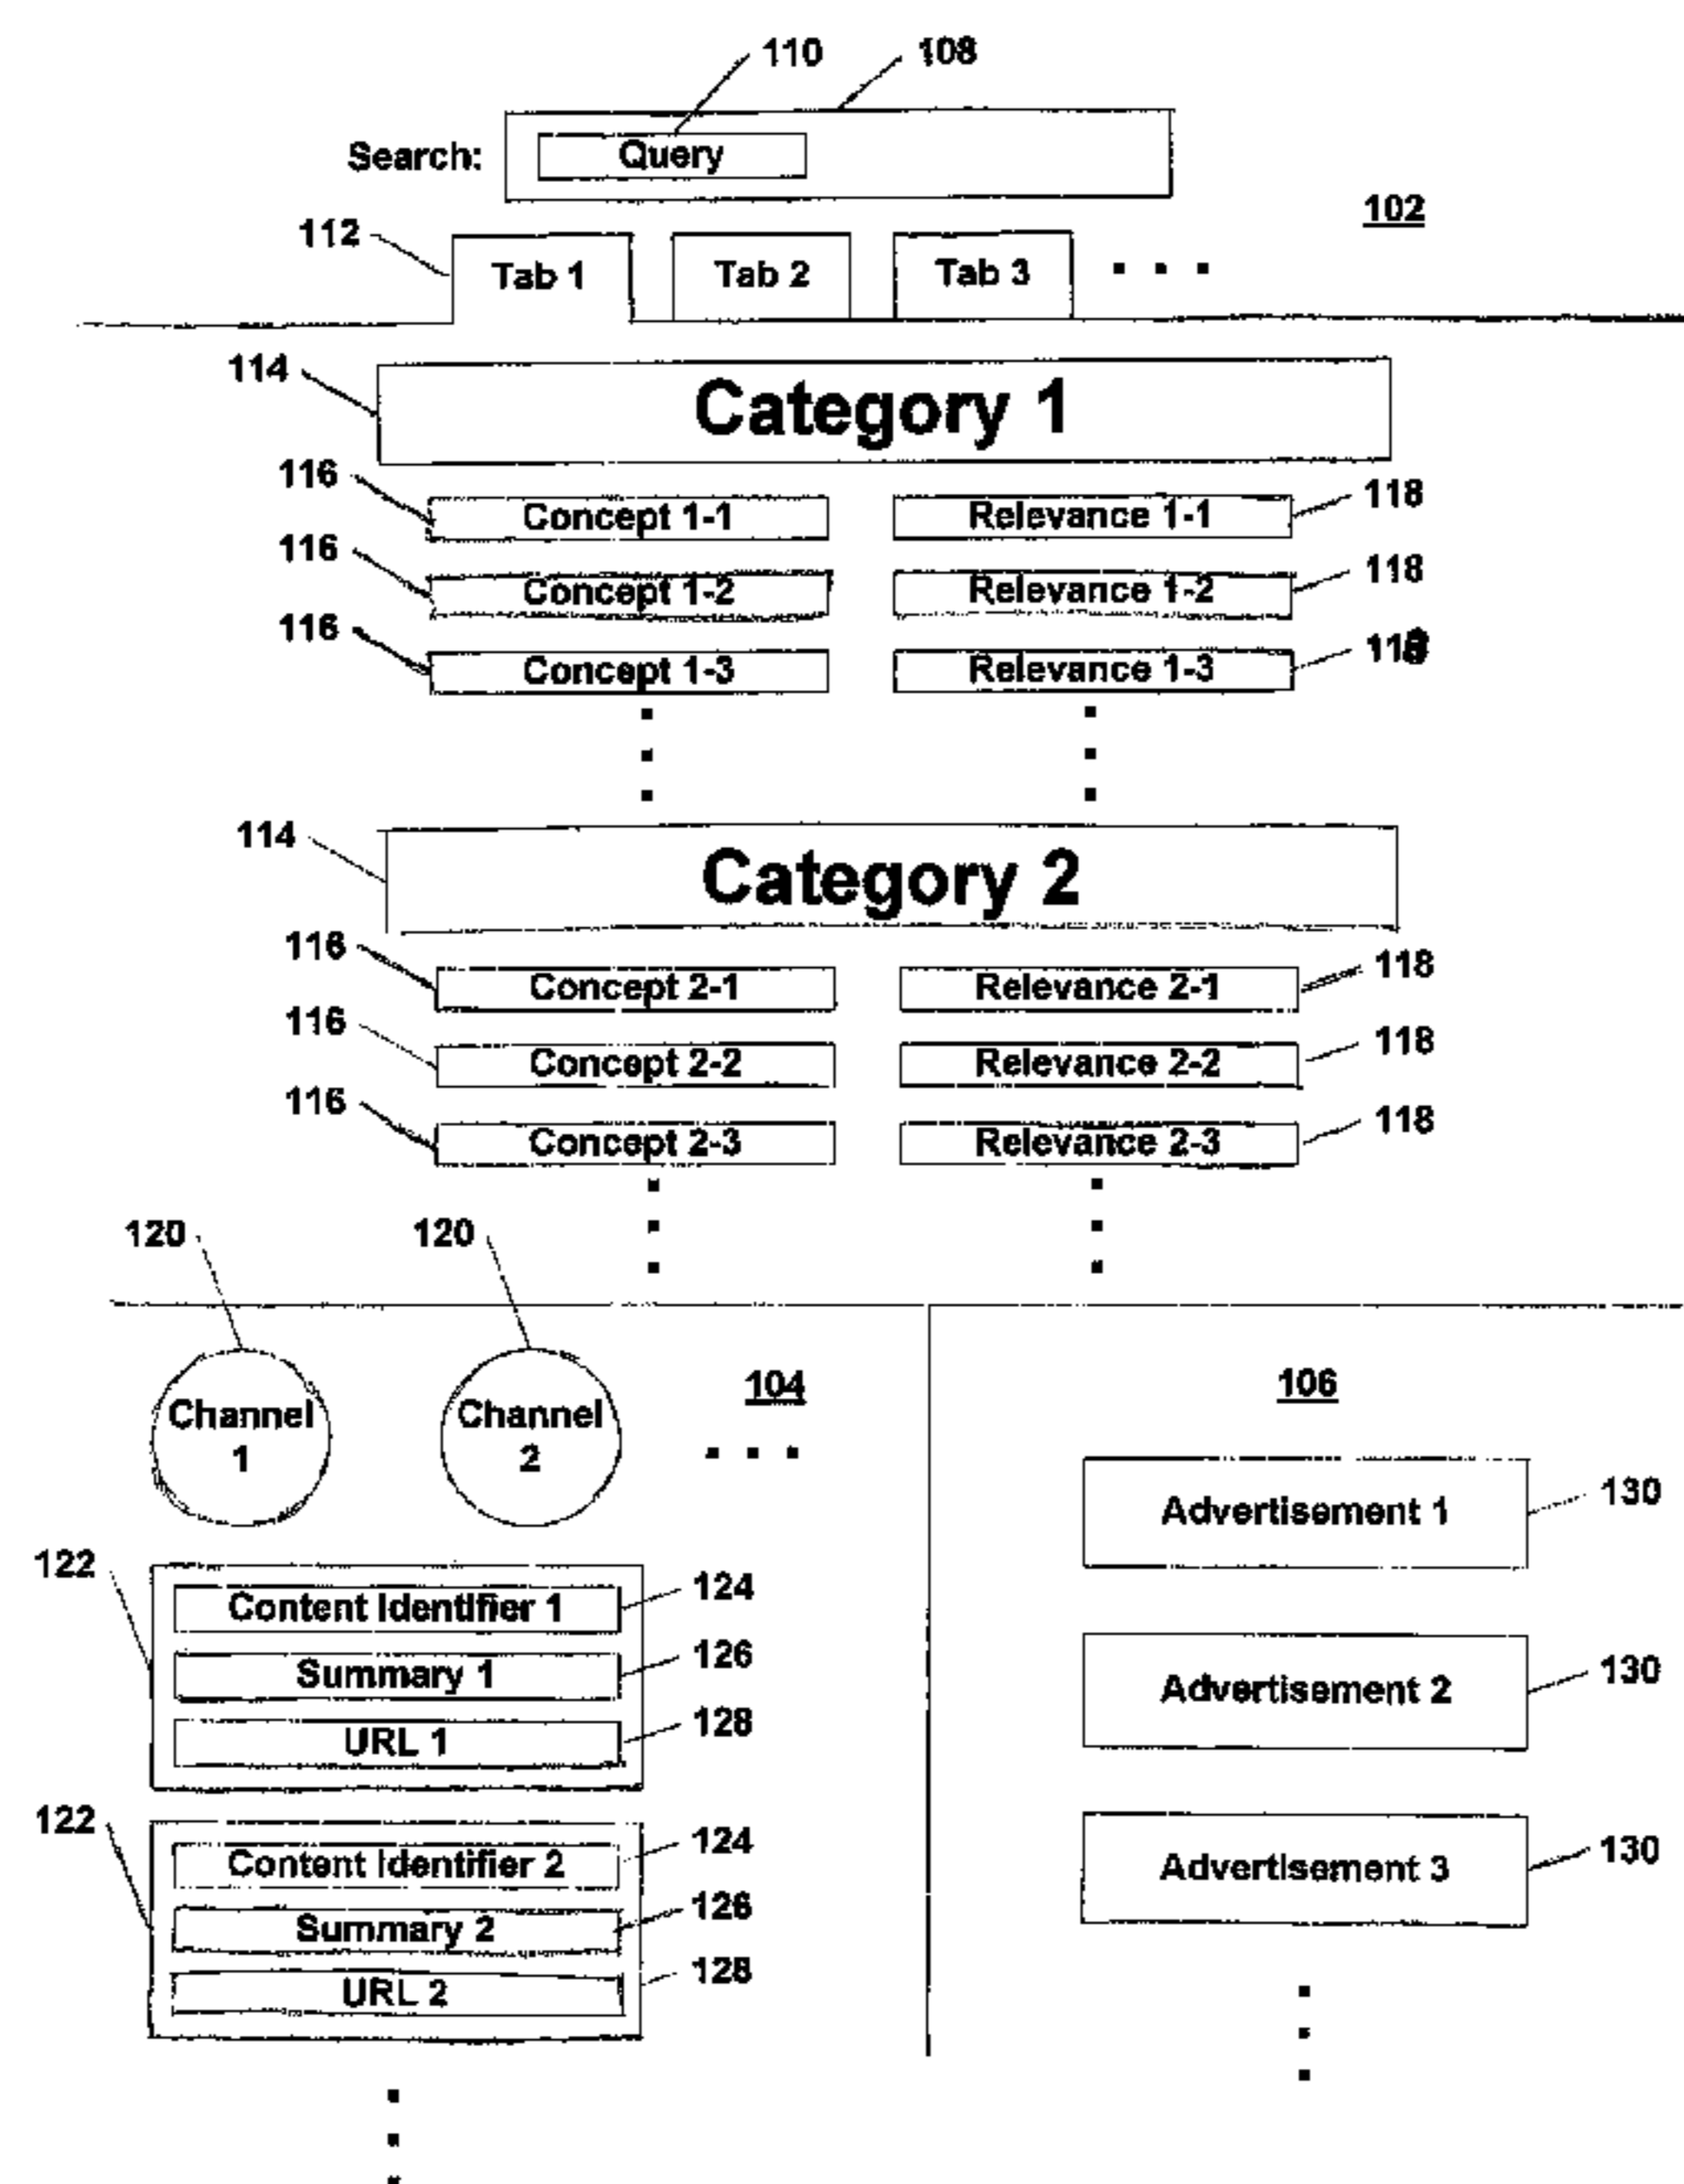 110 108
Search: Query
102
112 Tab 1 Tab 2 Tab 3
114 Category 1
116 Concept 1-1 Relevance 1-1 118
116 Concept 1-2 Relevance 1-2 118
116 Concept 1-3 Relevance 1-3 118
114 Category 2
116 Concept 2-1 Relevance 2-1 118
116 Concept 2-2 Relevance 2-2 118
116 Concept 2-3 Relevance 2-3 118
120 120
Channel 1
Channel 2
104
122
Content Identifier 1 124
Summary 1 126
URL 1 128
122
Content Identifier 2 124
Summary 2 126
URL 2 128
106
Advertisement 1 130
Advertisement 2 130
Advertisement 3 130